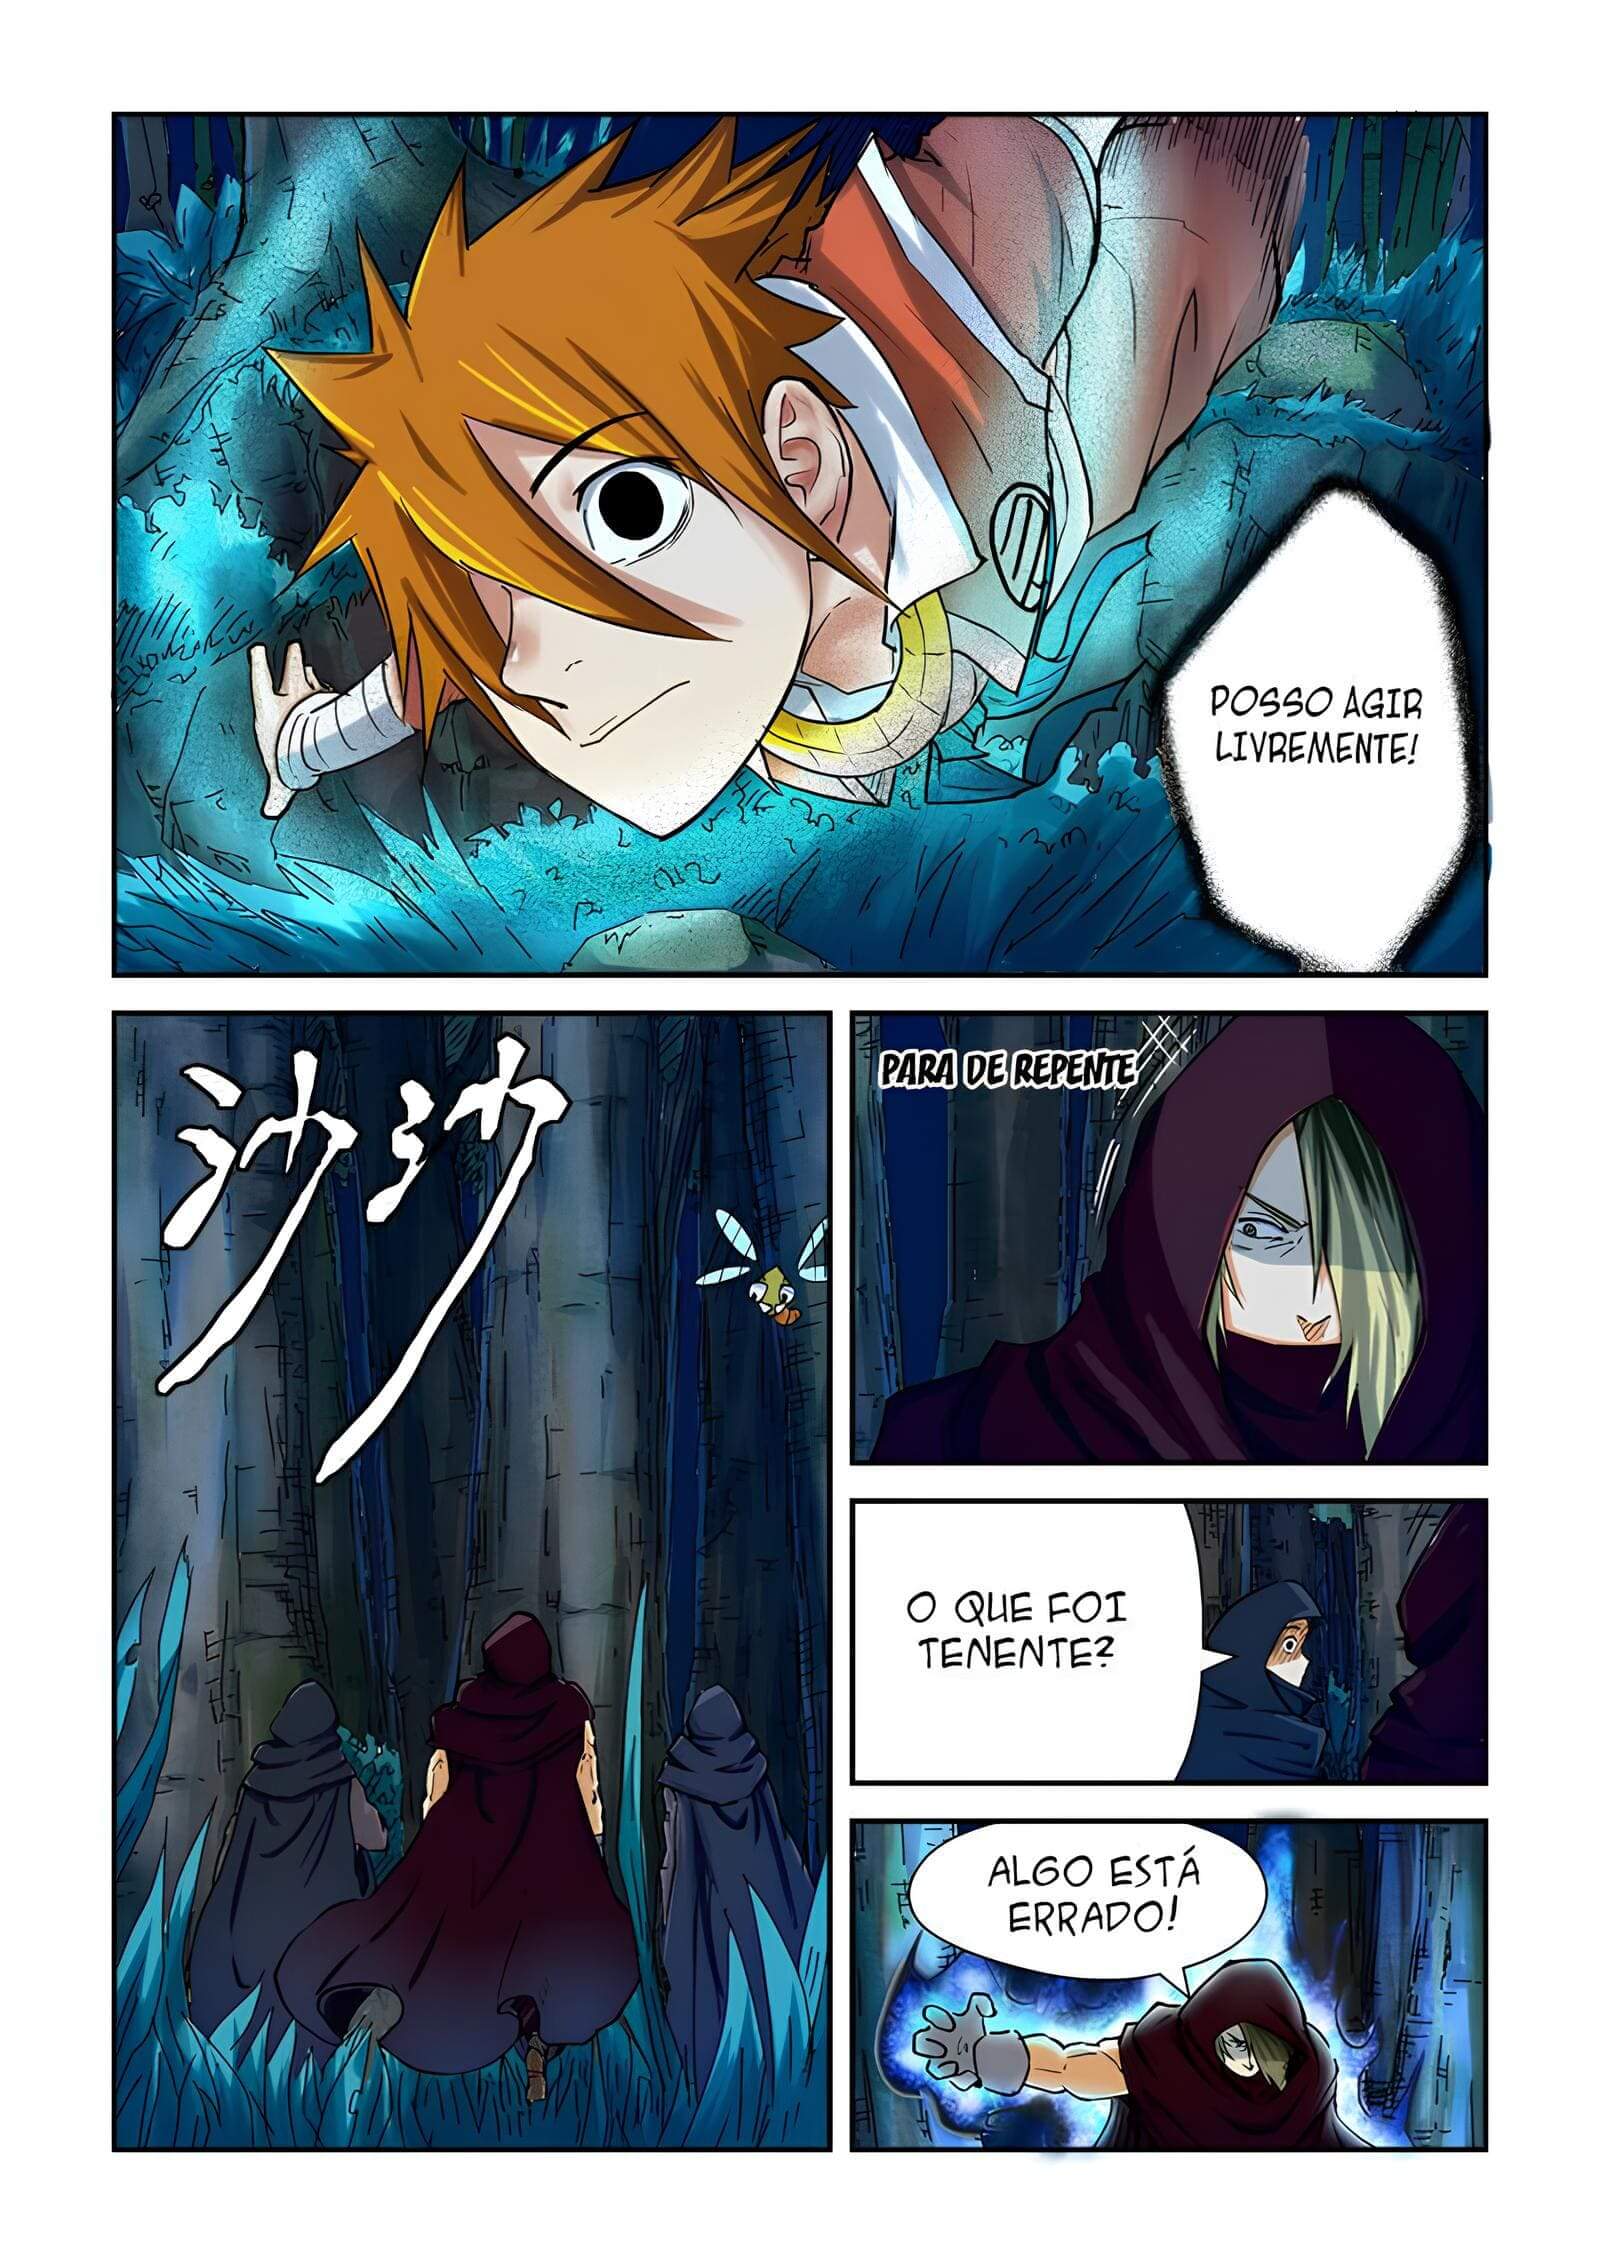 POSSO AGIR
LIVREMENTE!
沙沙
PARA DE REPENTE
O QUE FOI
TENENTE?
ALGO ESTÁ
ERRADO!